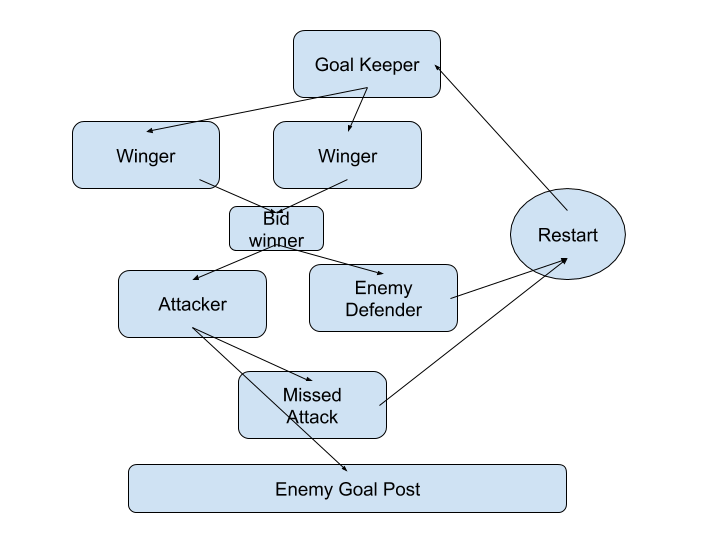 Goal Keeper
Winger
Winger
Bid
winner
Restart
Attacker
Enemy
Defender
Missed
Attack
Enemy Goal Post